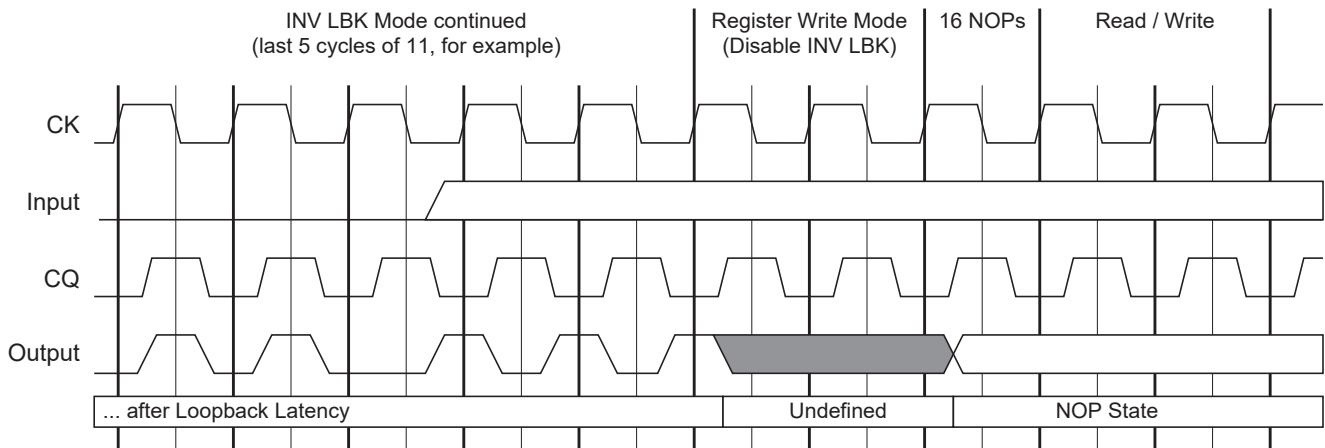 INV LBK Mode continued
(last 5 cycles of 11, for example)
Register Write Mode
(Disable INV LBK)
16 NOPs
Read / Write
CK
Input
CQ
Output
... after Loopback Latency
Undefined
NOP State